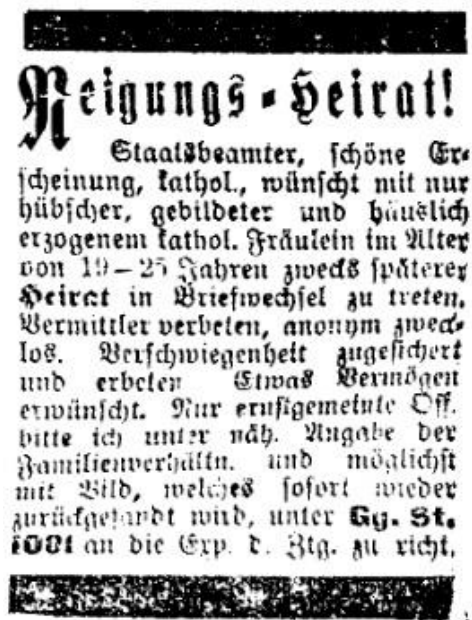 Neigungs-Heirat!
Staatsbeamter, schöne Er-
scheinung, kathol., wünscht mit nur
hübscher, gebildeter und häuslich
erzogenem kathol. Fräulein im Alter
von 19–25 Jahren zwecks späterer
Heirat in Briefwechsel zu treten.
Vermittler verbeten, anonym zweck-
los. Verschwiegenheit zugesichert
und erbeten Etwas Vermögen
erwünscht. Nur ernstgemeinte Off.
bitte ich unter näh. Angabe der
Familienverhältn. und möglichst
mit Bild, welches sofort wieder
zurückgesandt wird, unter Gg. St.
an die Exp. d. Ztg. zu richt.